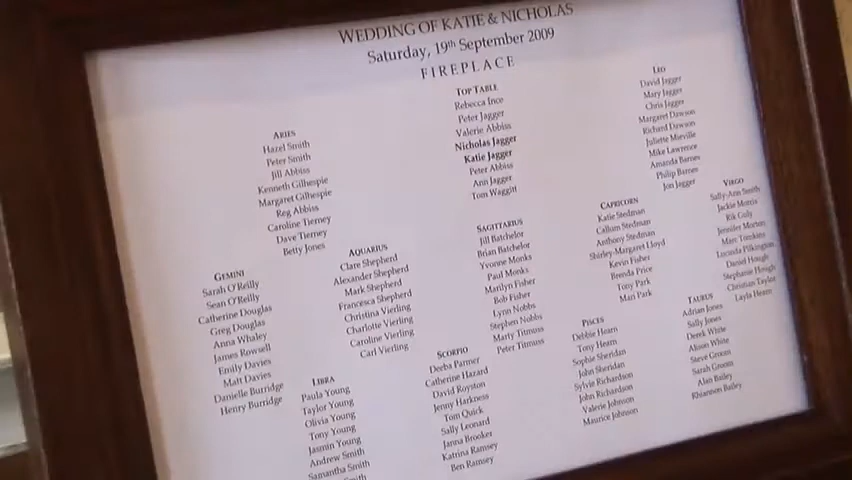 WEDDING OF KATIE & NICHOLAS
Saturday, 19th September 2009
FIREPLACE
TOP TABLE
Rebecca Ince
Peter Jagger
Valerie Abbiss
Nicholas Jagger
Katie Jagger
Peter Abbiss
Ann Jagger
Tom Waggitt
ARIES
Hazel Smith
Peter Smith
Jill Abbiss
Kenneth Gilhespie
Margaret Gilhespie
Reg Abbiss
Caroline Tierney
Dave Tierney
Betty Jones
LEO
David Jagger
Mary Jagger
Chris Jagger
Margaret Dawson
Richard Dawson
Juliette Mieville
Mike Lawrence
Amanda Barnes
Philip Barnes
Jon Jagger
GEMINI
Sarah O'Reilly
Sean O'Reilly
Catherine Douglas
Greg Douglas
Anna Whaley
James Rowsell
Emily Davies
Matt Davies
Danielle Burridge
Henry Burridge
AQUARIUS
Clare Shepherd
Alexander Shepherd
Mark Shepherd
Francesca Shepherd
Christina Vierling
Charlotte Vierling
Caroline Vierling
Carl Vierling
SAGITTARIUS
Jill Batchelor
Brian Batchelor
Yvonne Monks
Paul Monks
Marilyn Fisher
Bob Fisher
Lynn Nobbs
Stephen Nobbs
Marty Titmuss
Peter Titmuss
CAPRICORN
Katie Stedman
Callum Stedman
Anthony Stedman
Shirley-Margaret Lloyd
Kevin Fisher
Brenda Price
Tony Park
Mari Park
VIRGO
Sally-Ann Smith
Jackie Morris
Rik Guly
Jennifer Morton
Marc Tomkins
Lucinda Pilkington
Daniel Hough
Stephanie Hough
Christian Taylor
Layla Hearn
LIBRA
Paula Young
Taylor Young
Olivia Young
Tony Young
Jasmin Young
Andrew Smith
Samantha Smith
SCORPIO
Deeba Parmer
Catherine Hazard
David Royston
Jenny Harkness
Tom Quick
Sally Leonard
Janna Brooker
Katrina Ramsey
Ben Ramsey
PISCES
Debbie Hearn
Tony Hearn
Sophie Sheridan
John Sheridan
Sylvie Richardson
John Richardson
Valerie Johnson
Maurice Johnson
TAURUS
Adrian Jones
Sally Jones
Derek White
Alison White
Steve Groom
Sarah Groom
Alan Bailey
Rhiannon Bailey